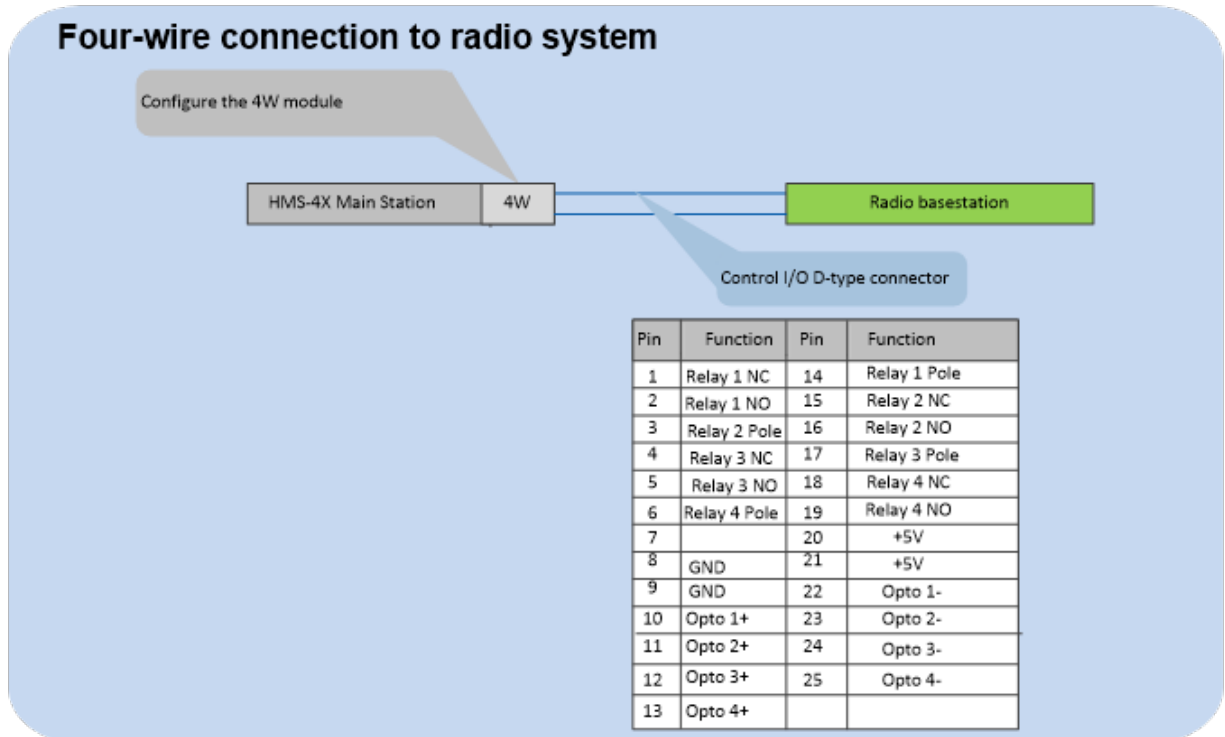 Four-wire connection to radio system
Configure the 4W module
HMS-4X Main Station 4W Radio basestation
Control I/O D-type connector
Pin Function Pin Function
1 Relay 1 NC 14 Relay 1 Pole
2 Relay 1 NO 15 Relay 2 NC
3 Relay 2 Pole 16 Relay 2 NO
4 Relay 3 NC 17 Relay 3 Pole
5 Relay 3 NO 18 Relay 4 NC
6 Relay 4 Pole 19 Relay 4 NO
7 20 +5V
8 GND 21 +5V
9 GND 22 Opto 1-
10 Opto 1+ 23 Opto 2-
11 Opto 2+ 24 Opto 3-
12 Opto 3+ 25 Opto 4-
13 Opto 4+